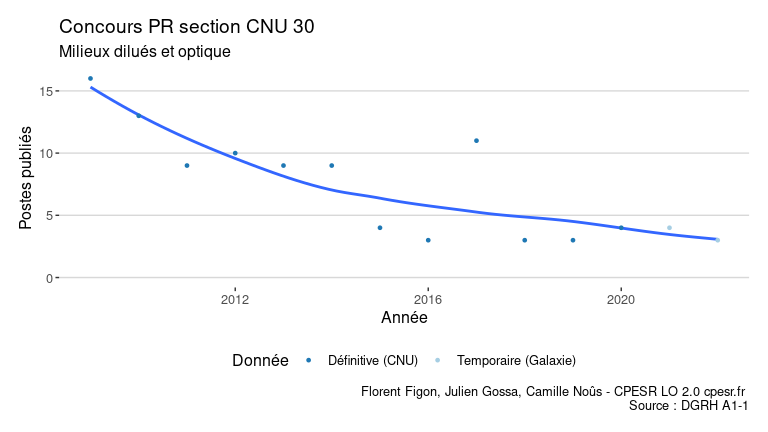 Concours PR section CNU 30
Milieux dilués et optique
Postes publiés
15
10
5
0
2012
2016
2020
Année
Donnée
Définitive (CNU)
Temporaire (Galaxie)
Florent Figon, Julien Gossa, Camille Noûs - CPESR LO 2.0 cpesr.fr
Source : DGRH A1-1